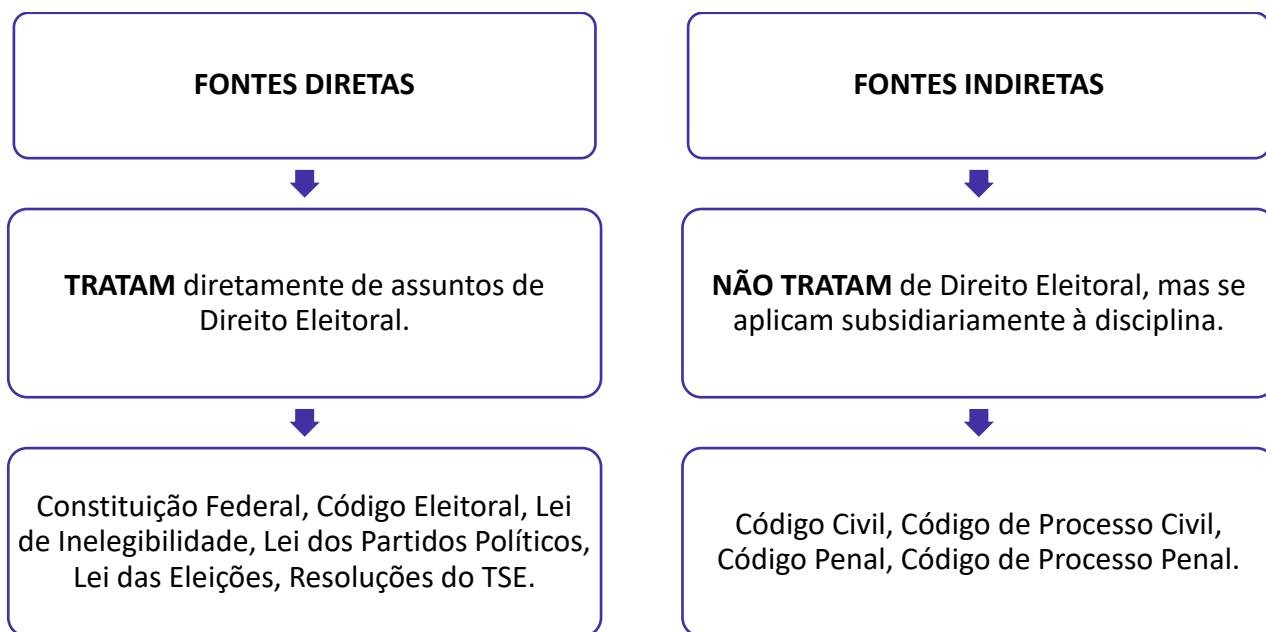 FONTES DIRETAS
TRATAM diretamente de assuntos de
Direito Eleitoral.
Constituição Federal, Código Eleitoral, Lei
de Inelegibilidade, Lei dos Partidos Políticos,
Lei das Eleições, Resoluções do TSE.
FONTES INDIRETAS
NÃO TRATAM de Direito Eleitoral, mas se
aplicam subsidiariamente à disciplina.
Código Civil, Código de Processo Civil,
Código Penal, Código de Processo Penal.